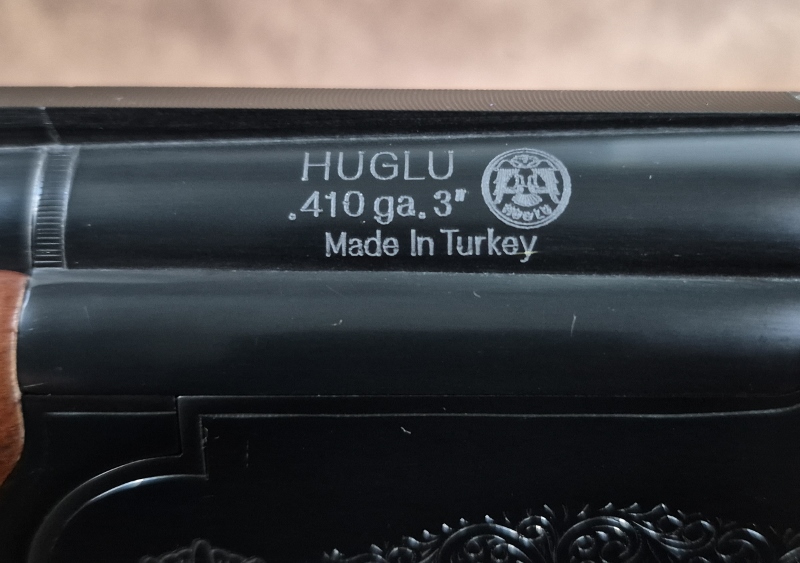 HUGLU
.410 ga. 3"
Made In Turkey